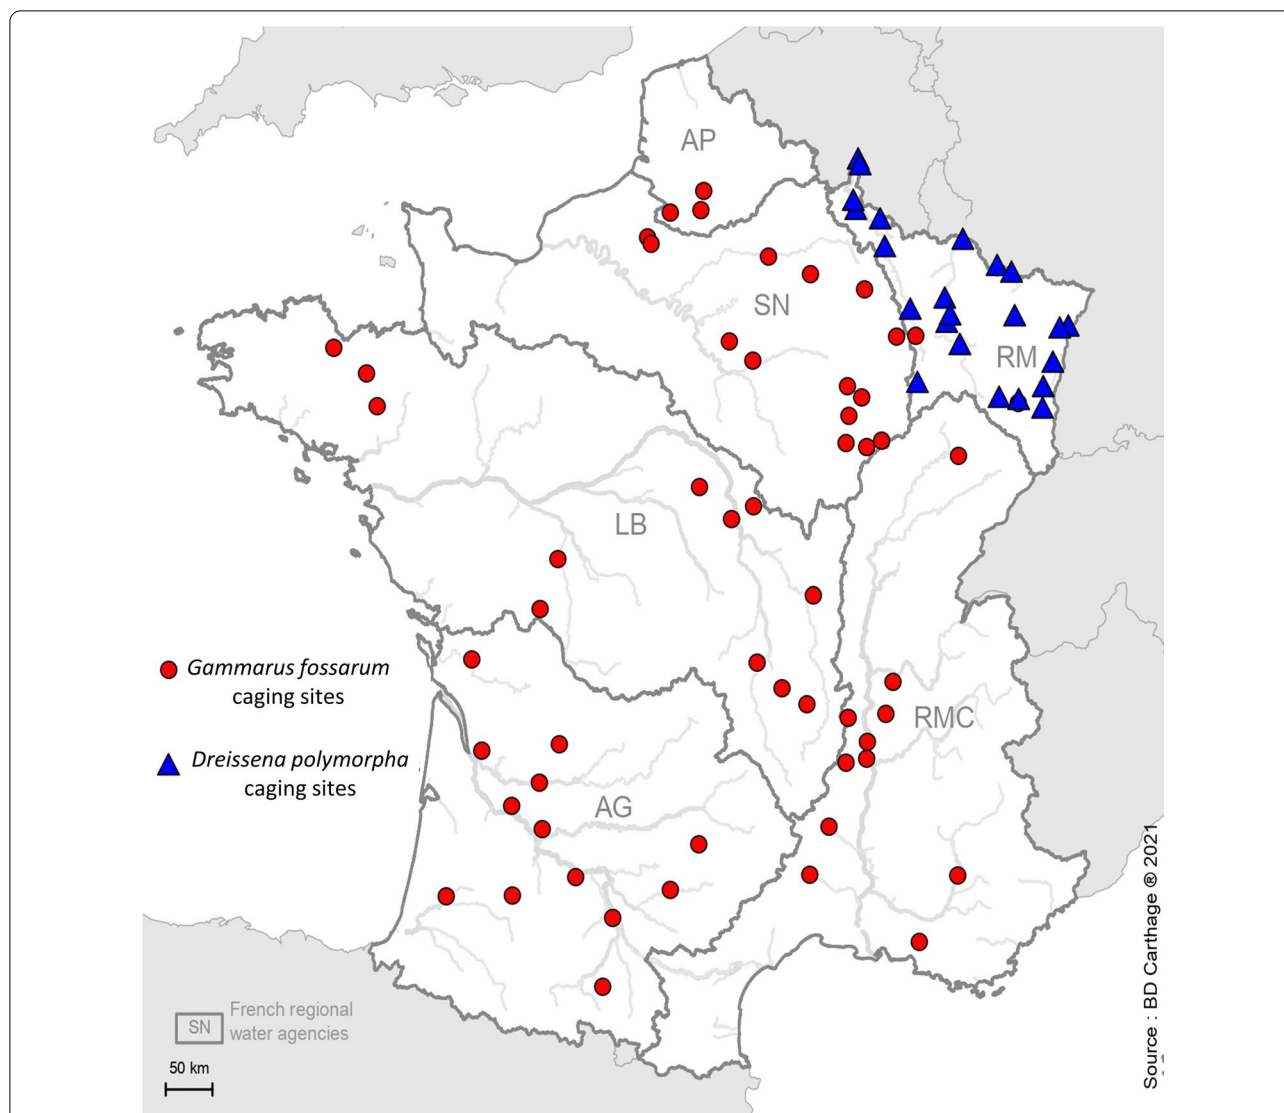 AP
SN
RM
LB
Gammarus fossarum
caging sites
RMC
Dreissena polymorpha
caging sites
AG
SN
French regional
water agencies
50 km
Source : BD Carthage ® 2021